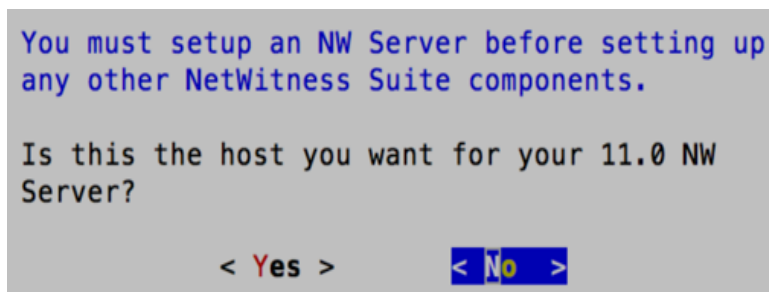 You must setup an NW Server before setting up
any other NetWitness Suite components.
Is this the host you want for your 11.0 NW
Server?
< Yes > < No >